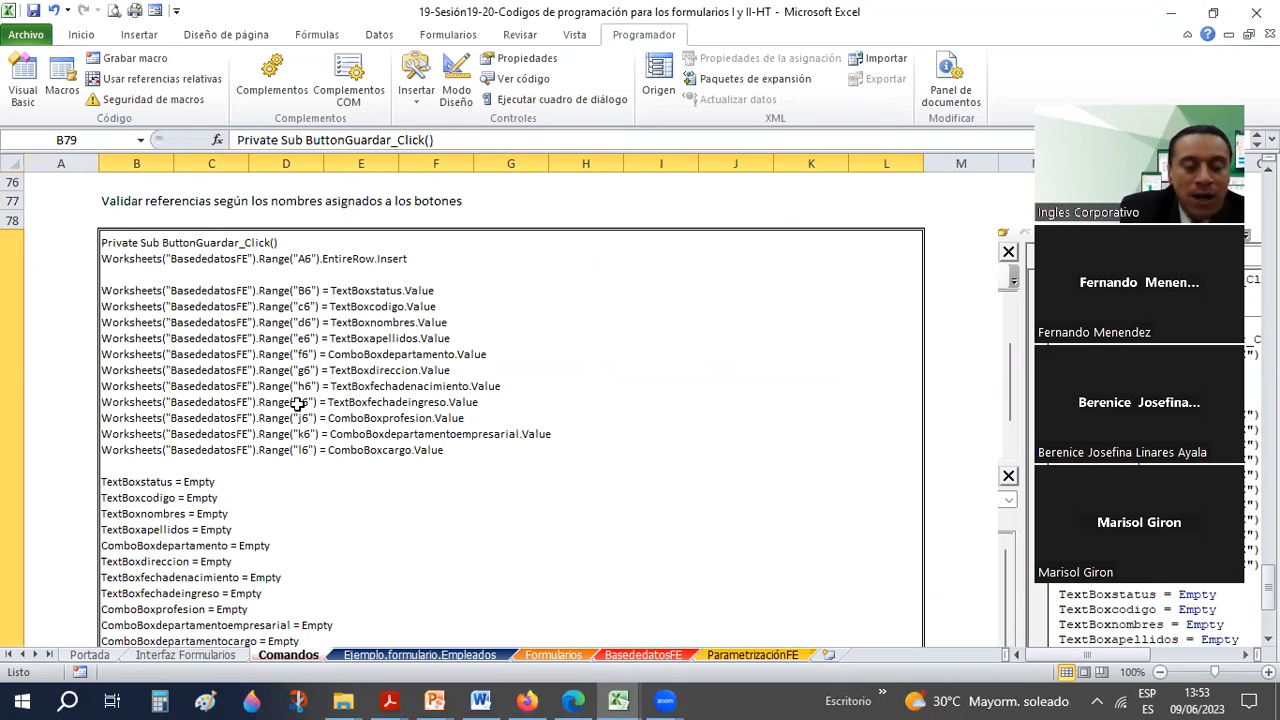 19-Sesión19-20-Codigos de programación para los formularios I y II-HT - Microsoft Excel
Archivo Inicio Insertar Diseño de página Fórmulas Datos Formularios Revisar Vista Programador
Visual Basic
Macros
Grabar macro
Usar referencias relativas
Seguridad de macros
Código
Complementos
Complementos COM
Complementos
Insertar
Modo Diseño
Propiedades
Ver código
Ejecutar cuadro de diálogo
Controles
Origen
Propiedades de la asignación
Paquetes de expansión
Actualizar datos
Importar
Exportar
XML
Panel de documentos
Modificar
B79 fx Private Sub ButtonGuardar_Click()
A B C D E F G H I J K L M
76
77 Validar referencias según los nombres asignados a los botones
78
Private Sub ButtonGuardar_Click()
Worksheets("BasededatosFE").Range("A6").EntireRow.Insert
Worksheets("BasededatosFE").Range("B6") = TextBoxstatus.Value
Worksheets("BasededatosFE").Range("c6") = TextBoxcodigo.Value
Worksheets("BasededatosFE").Range("d6") = TextBoxnombres.Value
Worksheets("BasededatosFE").Range("e6") = TextBoxapellidos.Value
Worksheets("BasededatosFE").Range("f6") = ComboBoxdepartamento.Value
Worksheets("BasededatosFE").Range("g6") = TextBoxdireccion.Value
Worksheets("BasededatosFE").Range("h6") = TextBoxfechadenacimiento.Value
Worksheets("BasededatosFE").Range 6") = TextBoxfechadeingreso.Value
Worksheets("BasededatosFE").Range("j6") = ComboBoxprofesion.Value
Worksheets("BasededatosFE").Range("k6") = ComboBoxdepartamentoempresarial.Value
Worksheets("BasededatosFE").Range("l6") = ComboBoxcargo.Value
TextBoxstatus = Empty
TextBoxcodigo = Empty
TextBoxnombres = Empty
TextBoxapellidos = Empty
ComboBoxdepartamento = Empty
TextBoxdireccion = Empty
TextBoxfechadenacimiento = Empty
TextBoxfechadeingreso = Empty
ComboBoxprofesion = Empty
ComboBoxdepartamentoempresarial = Empty
ComboBoxdepartamentocargo = Empty
Ingles Corporativo
Fernando Menen...
Fernando Menendez
Berenice Josefina...
Berenice Josefina Linares Ayala
Marisol Giron
Marisol Giron
TextBoxstatus = Empty
TextBoxcodigo = Empty
TextBoxnombres = Empty
TextBoxapellidos = Empty
Portada Interfaz Formularios Comandos Ejemplo.formulario.Empleados Formularios BasededatosFE ParametrizaciónFE
Listo 100%
Escritorio 30°C Mayorm. soleado ESP ES 13:53 09/06/2023